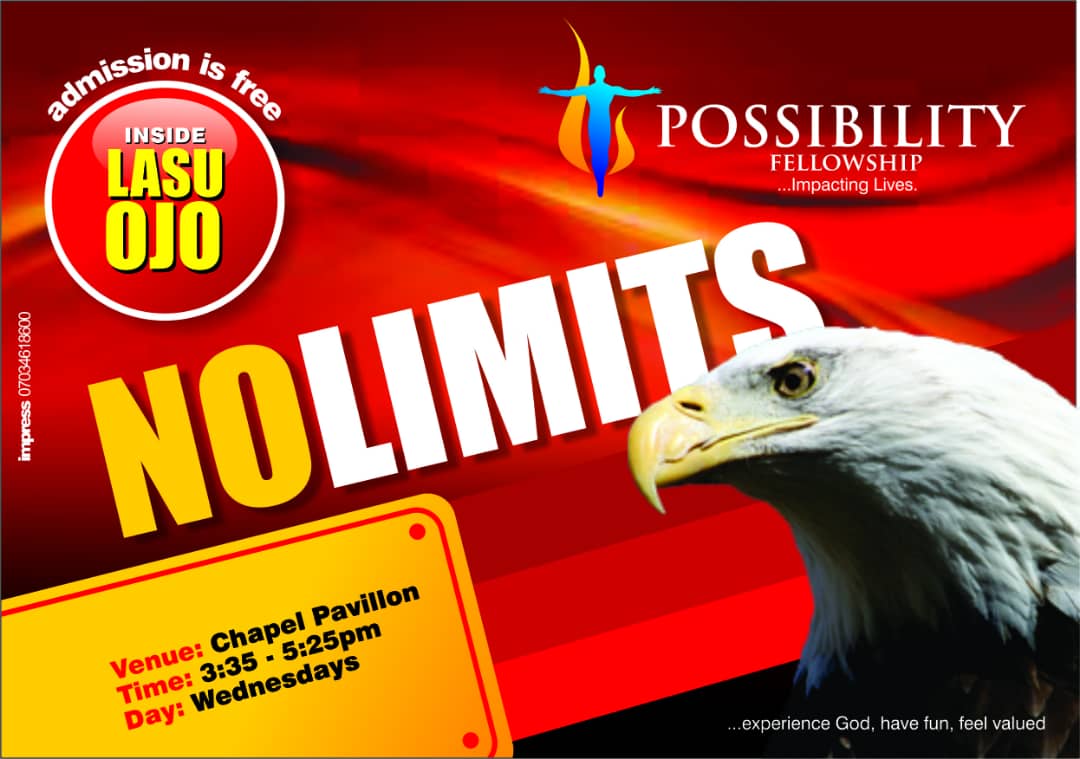 admission is free
INSIDE
LASU
OJO
POSSIBILITY
FELLOWSHIP
...Impacting Lives.
NOLIMITS
impress 07034618600
Venue: Chapel Pavillon
Time: 3:35 - 5:25pm
Day: Wednesdays
...experience God, have fun, feel valued